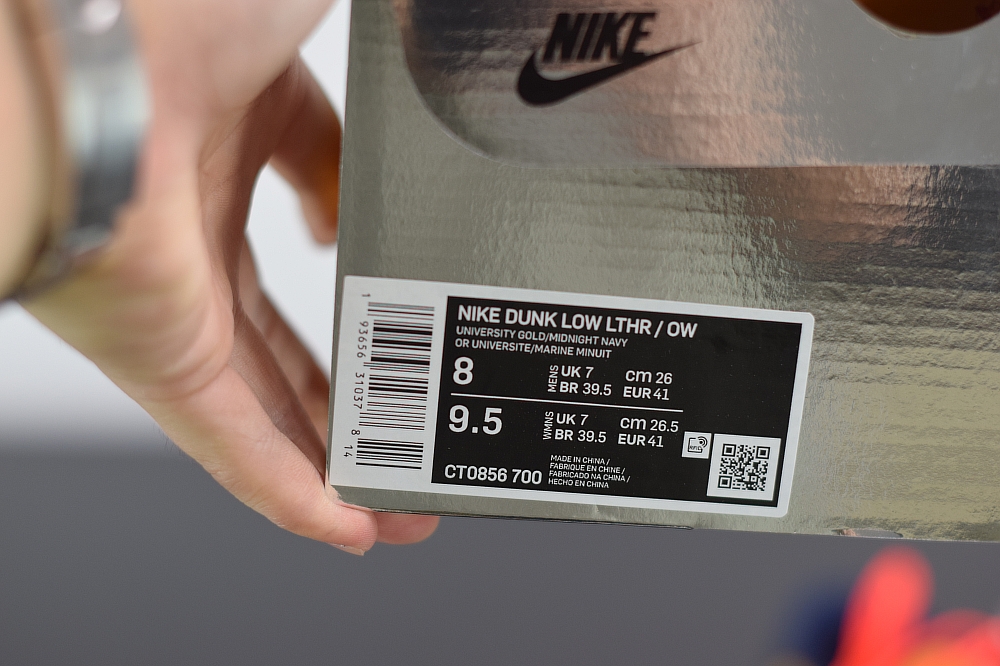 NIKE
NIKE DUNK LOW LTHR / OW
UNIVERSITY GOLD/MIDNIGHT NAVY
OR UNIVERSITE/MARINE MINUIT
8 MENS UK 7 CM 26
BR 39.5 EUR 41
9.5 WMNS UK 7 CM 26.5
BR 39.5 EUR 41
CT0856 700
MADE IN CHINA /
FABRIQUE EN CHINE /
FABRICADO NA CHINA /
HECHO EN CHINA
RFID
1 93656 31037 8 14